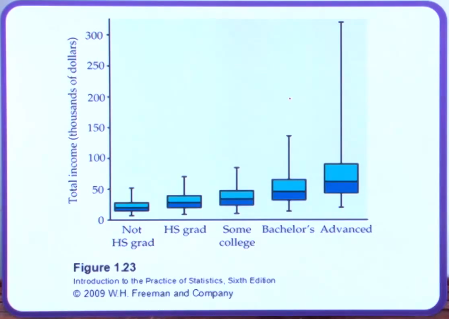 Total income (thousands of dollars)
300
250
200
150
100
50
0
Not
HS grad
HS grad
Some
college
Bachelor's
Advanced
Figure 1.23
Introduction to the Practice of Statistics, Sixth Edition
© 2009 W.H. Freeman and Company